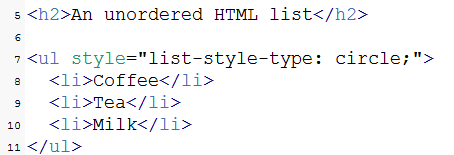 5 <h2>An unordered HTML list</h2>
6
7 <ul style="list-style-type: circle;">
8   <li>Coffee</li>
9   <li>Tea</li>
10   <li>Milk</li>
11 </ul>